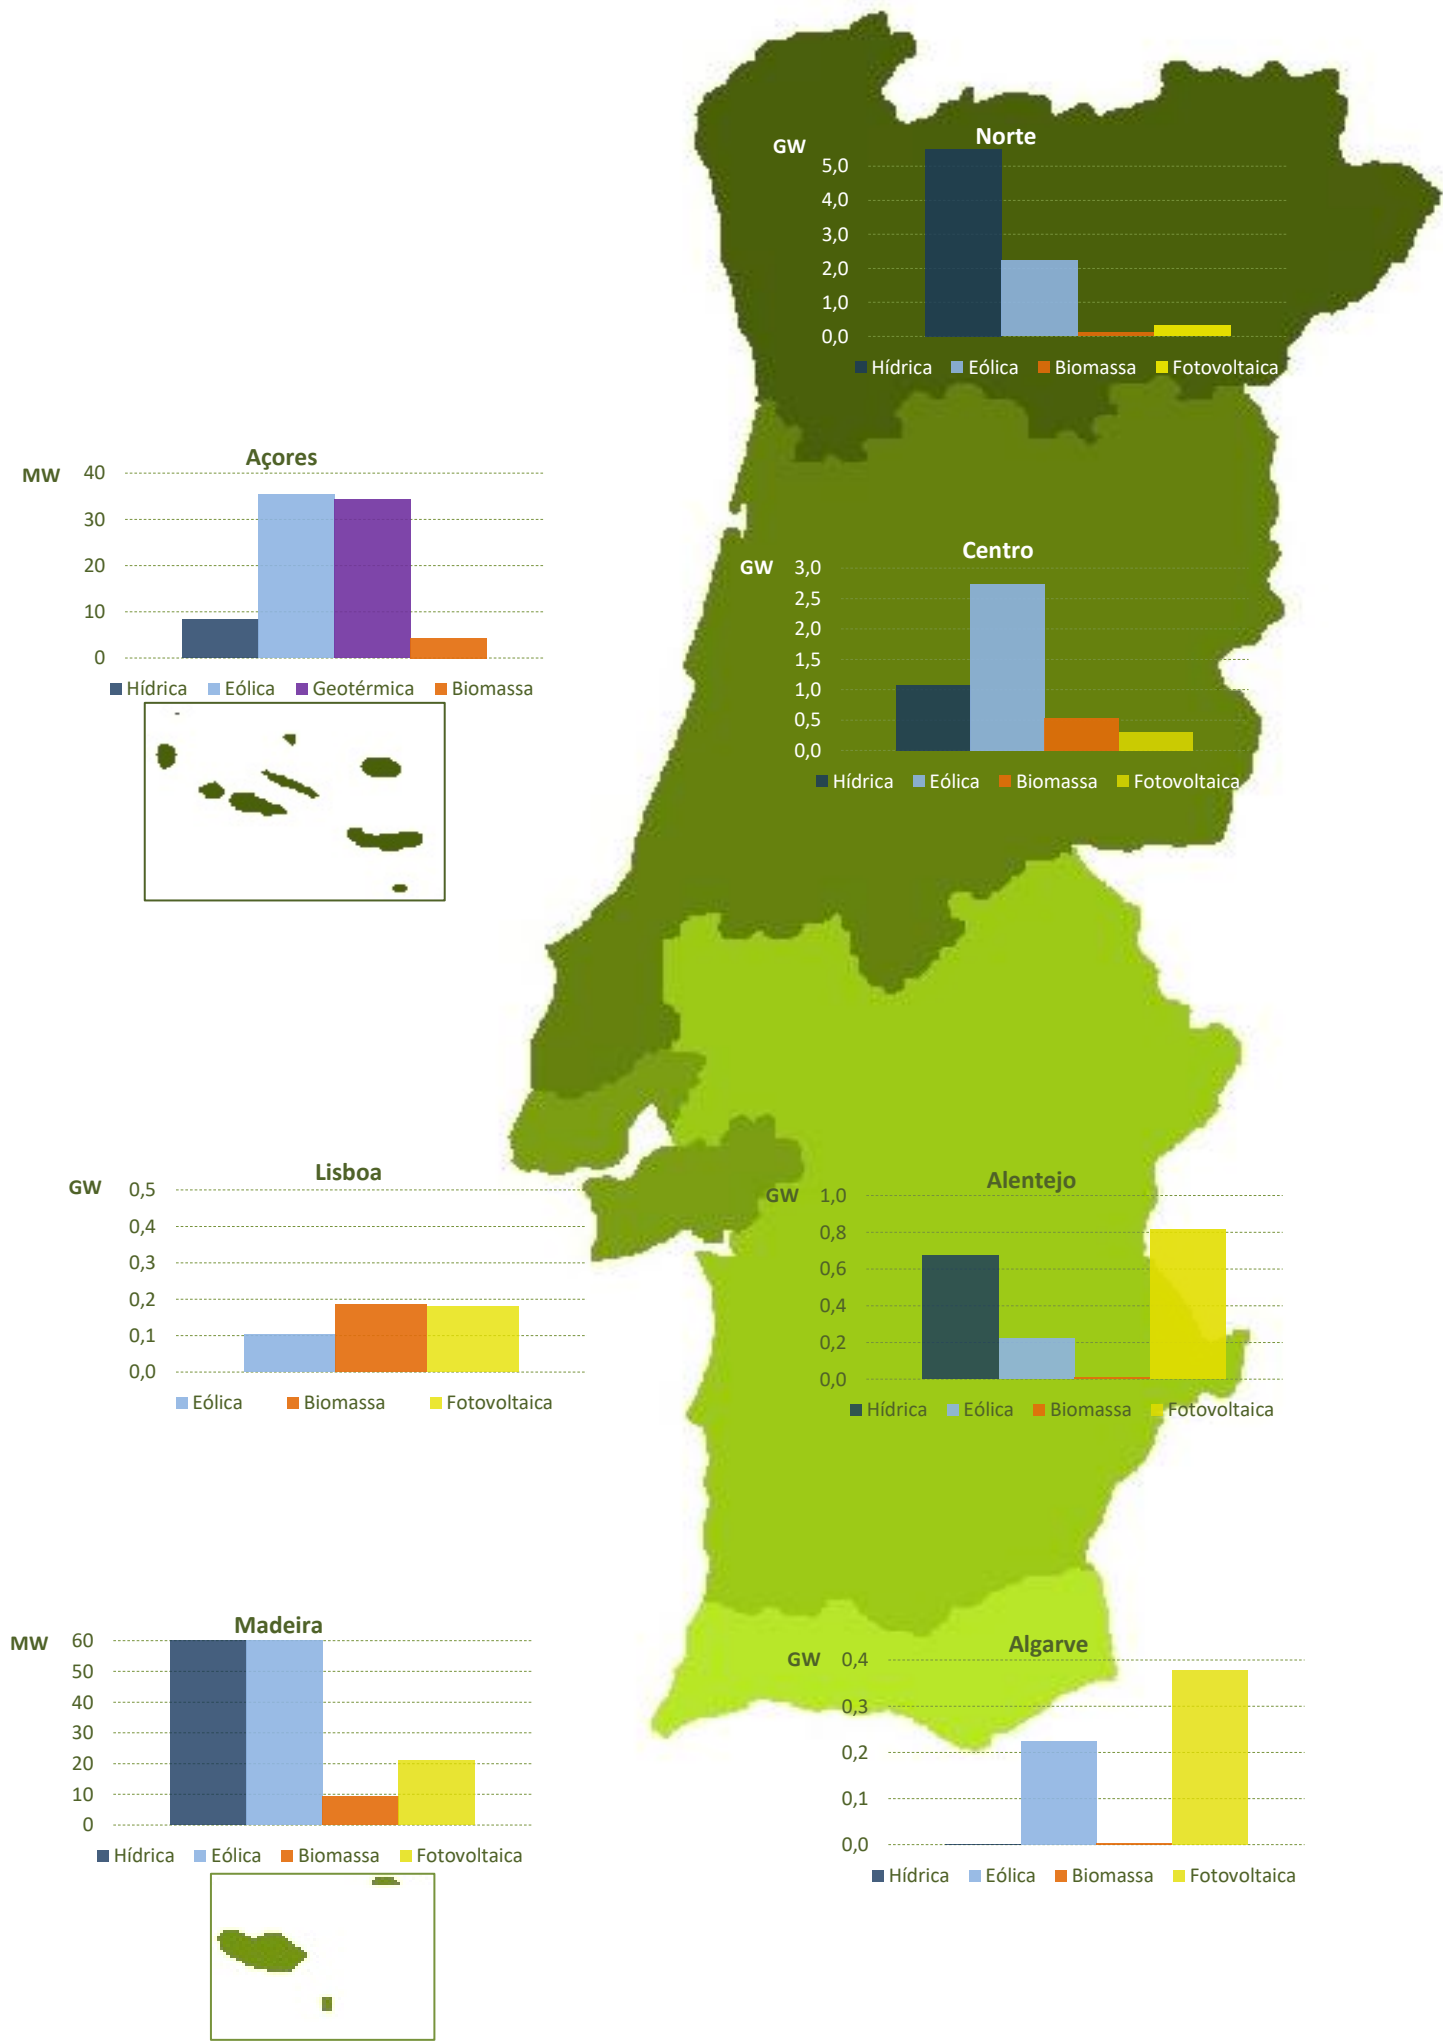 Norte
GW
5,0
4,0
3,0
2,0
1,0
0,0
Hídrica Eólica Biomassa Fotovoltaica
Açores
MW
40
30
20
10
0
Hídrica Eólica Geotérmica Biomassa
Centro
GW
3,0
2,5
2,0
1,5
1,0
0,5
0,0
Hídrica Eólica Biomassa Fotovoltaica
Lisboa
GW
0,5
0,4
0,3
0,2
0,1
0,0
Eólica Biomassa Fotovoltaica
Alentejo
GW
1,0
0,8
0,6
0,4
0,2
0,0
Hídrica Eólica Biomassa Fotovoltaica
Madeira
MW
60
50
40
30
20
10
0
Hídrica Eólica Biomassa Fotovoltaica
Algarve
GW
0,4
0,3
0,2
0,1
0,0
Hídrica Eólica Biomassa Fotovoltaica